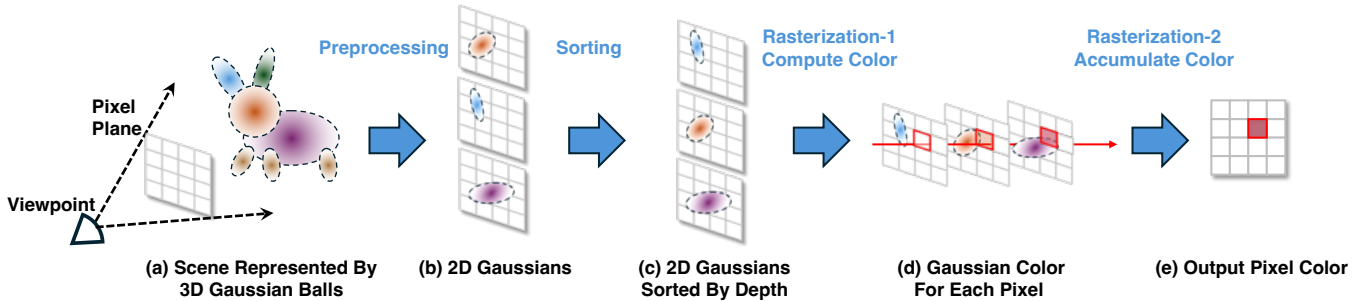 Preprocessing
Sorting
Rasterization-1
Compute Color
Rasterization-2
Accumulate Color
Pixel
Plane
Viewpoint
(a) Scene Represented By
3D Gaussian Balls
(b) 2D Gaussians
(c) 2D Gaussians
Sorted By Depth
(d) Gaussian Color
For Each Pixel
(e) Output Pixel Color